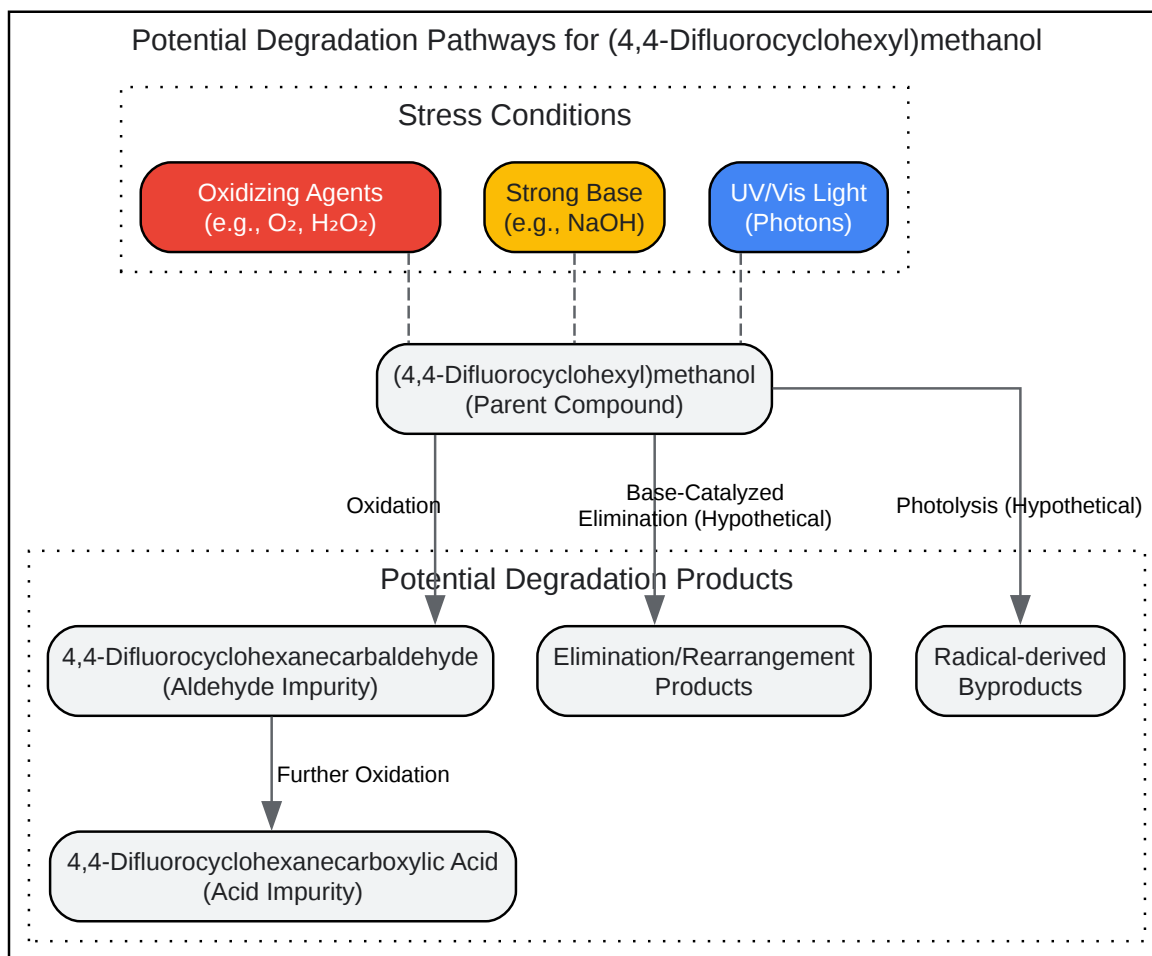 Potential Degradation Pathways for (4,4-Difluorocyclohexyl)methanol
Stress Conditions
Oxidizing Agents
(e.g., O₂, H₂O₂)
Strong Base
(e.g., NaOH)
UV/Vis Light
(Photons)
(4,4-Difluorocyclohexyl)methanol
(Parent Compound)
Oxidation
Base-Catalyzed
Elimination (Hypothetical)
Photolysis (Hypothetical)
Potential Degradation Products
4,4-Difluorocyclohexanecarbaldehyde
(Aldehyde Impurity)
Elimination/Rearrangement
Products
Radical-derived
Byproducts
Further Oxidation
4,4-Difluorocyclohexanecarboxylic Acid
(Acid Impurity)